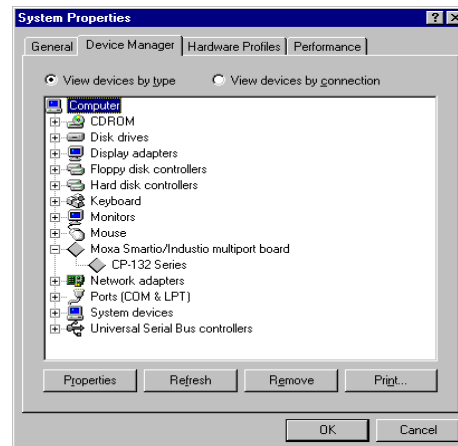 System Properties
General Device Manager Hardware Profiles Performance
View devices by type View devices by connection
Computer
CDROM
Disk drives
Display adapters
Floppy disk controllers
Hard disk controllers
Keyboard
Monitors
Mouse
Moxa Smartio/Industio multiport board
CP-132 Series
Network adapters
Ports (COM & LPT)
System devices
Universal Serial Bus controllers
Properties Refresh Remove Print...
OK Cancel